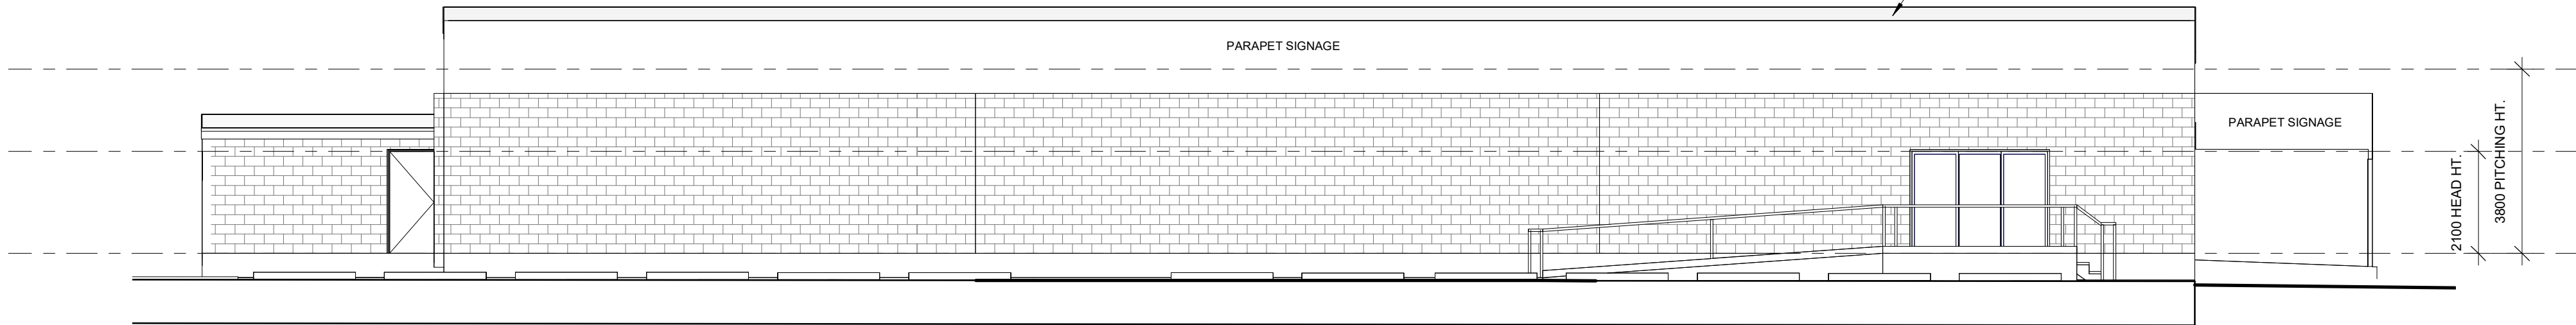 PARAPET SIGNAGE
PARAPET SIGNAGE
2100 HEAD HT.
3800 PITCHING HT.